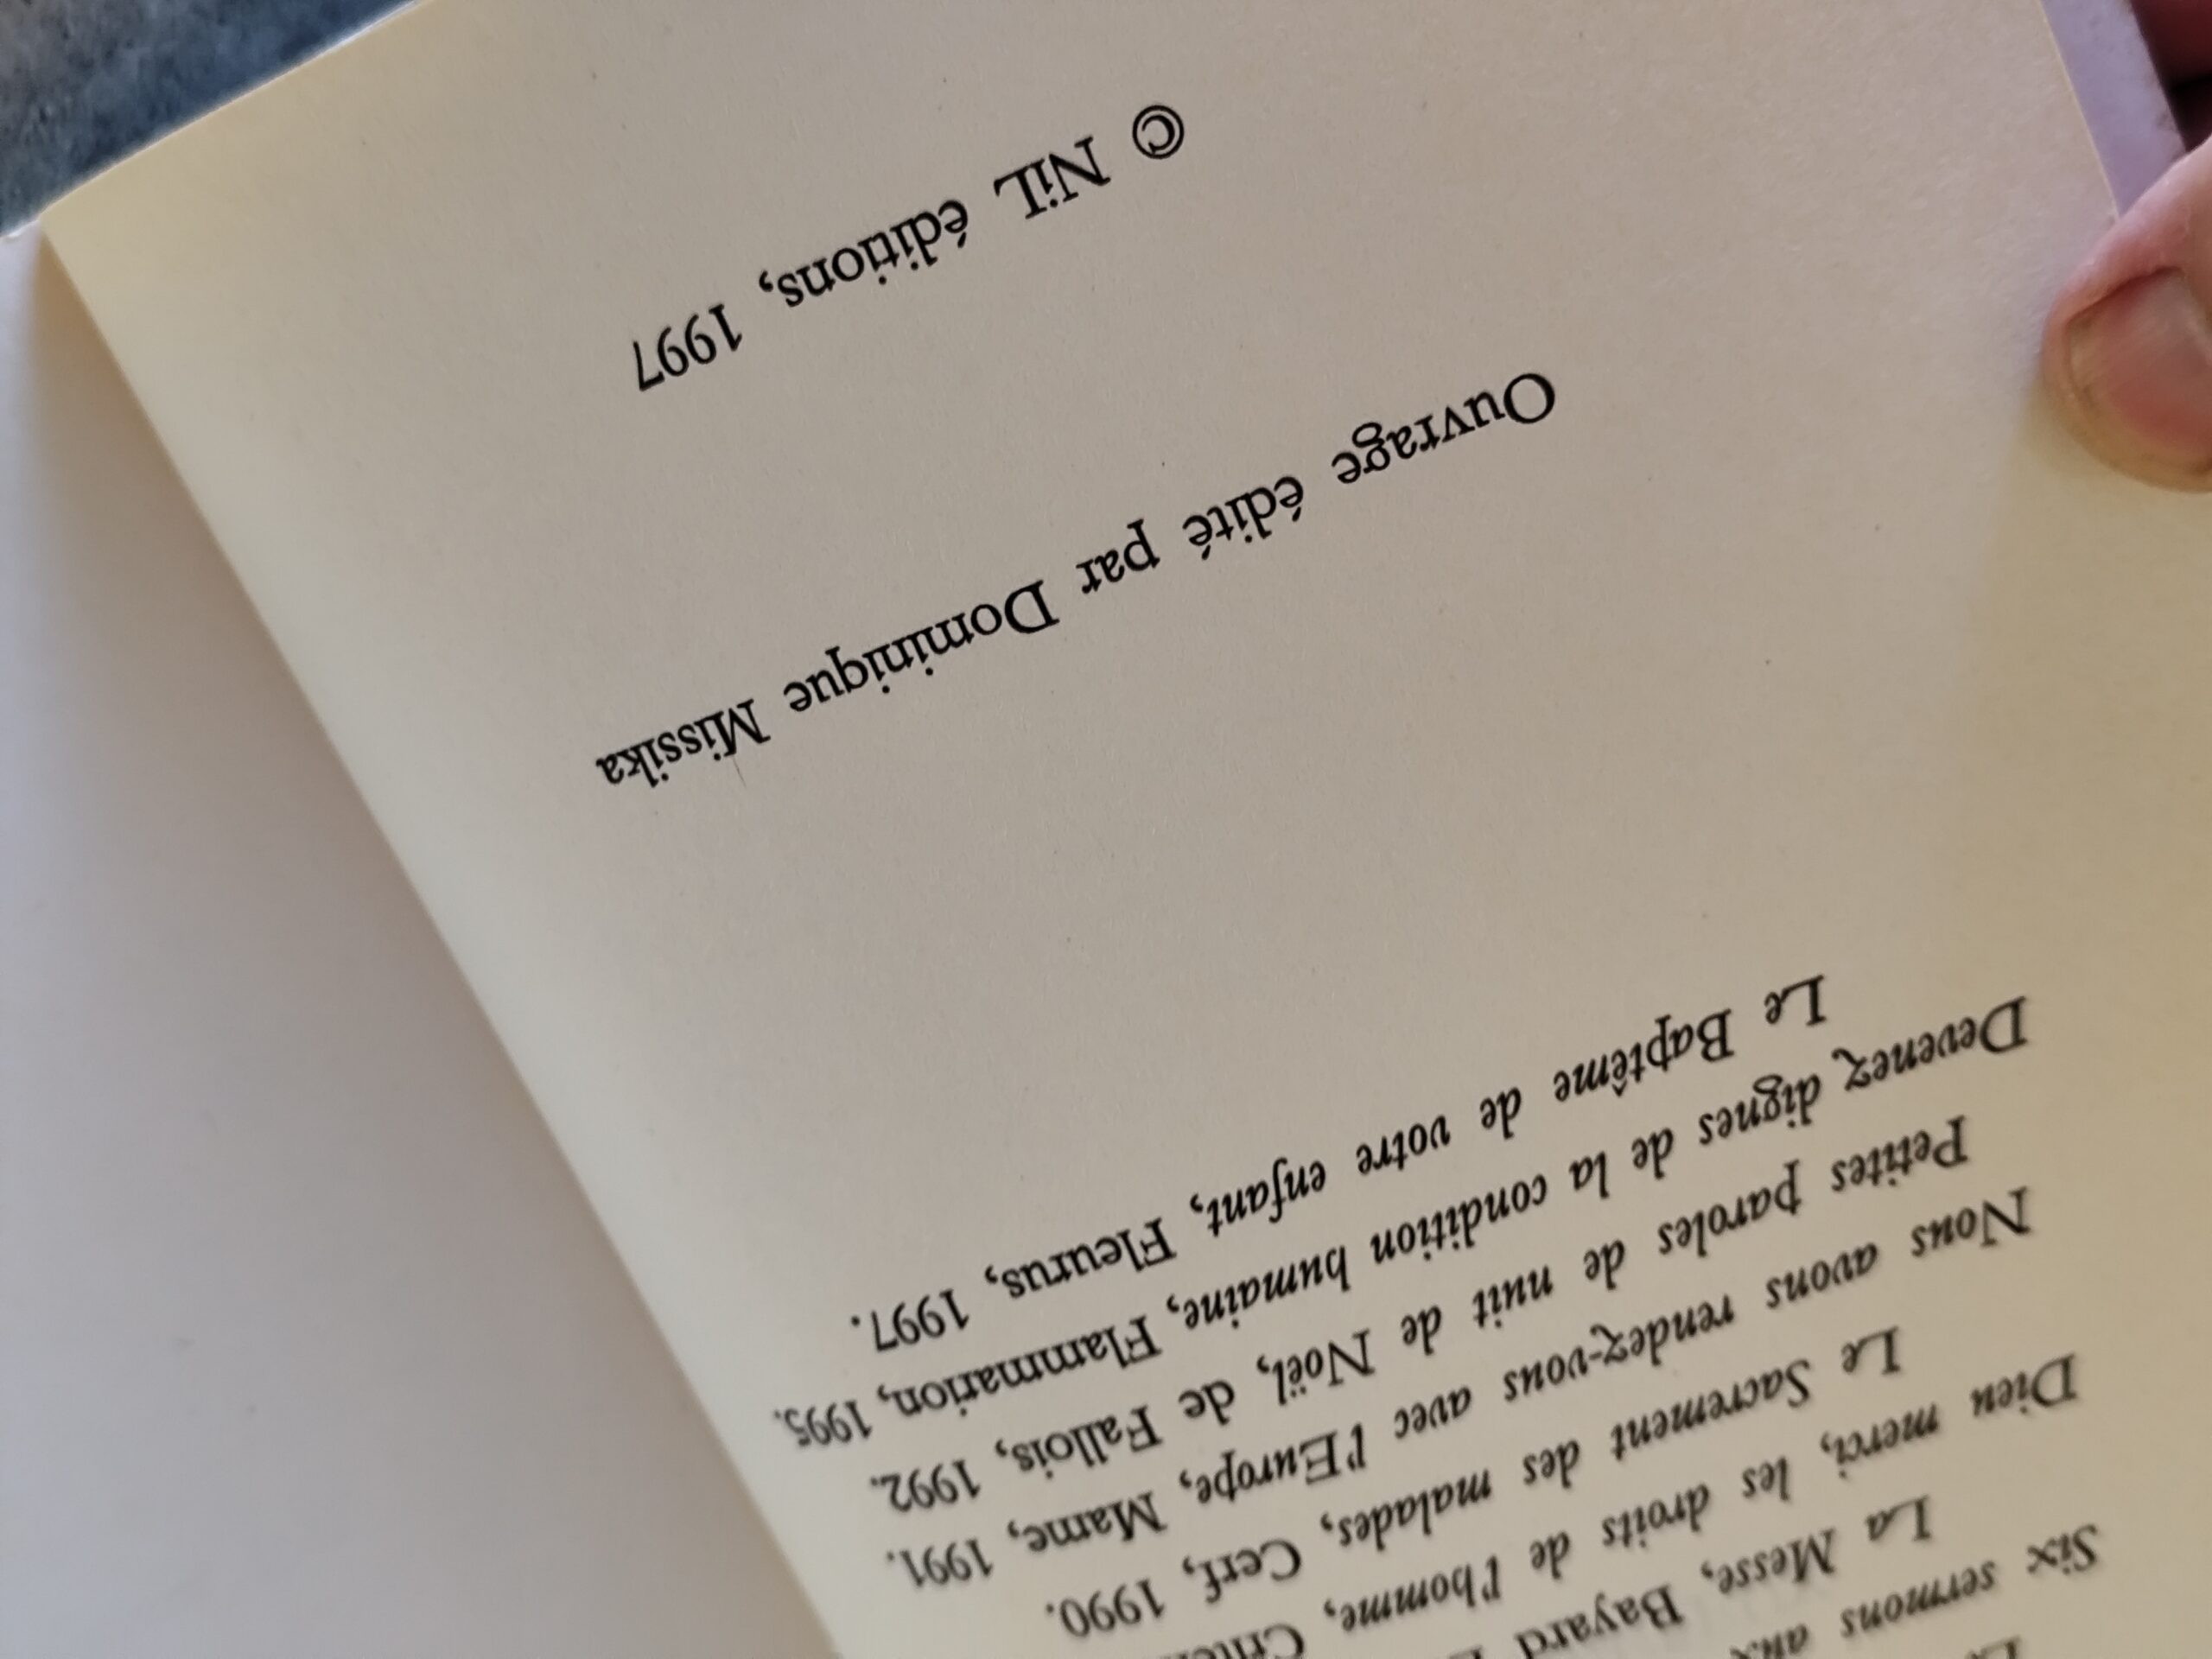 Six sermons aux
La Messe, Bayard
Dieu merci, les droits de l'homme,
Le Sacrement des malades, Cerf, 1990.
Nous avons rendez-vous avec l'Europe, Mame, 1991.
Petites paroles de nuit de Noël, de Fallois, 1992.
Devenez dignes de la condition humaine, Flammarion, 1995.
Le Baptême de votre enfant, Fleurus, 1997.
Ouvrage édité par Dominique Missika
© NiL éditions, 1997